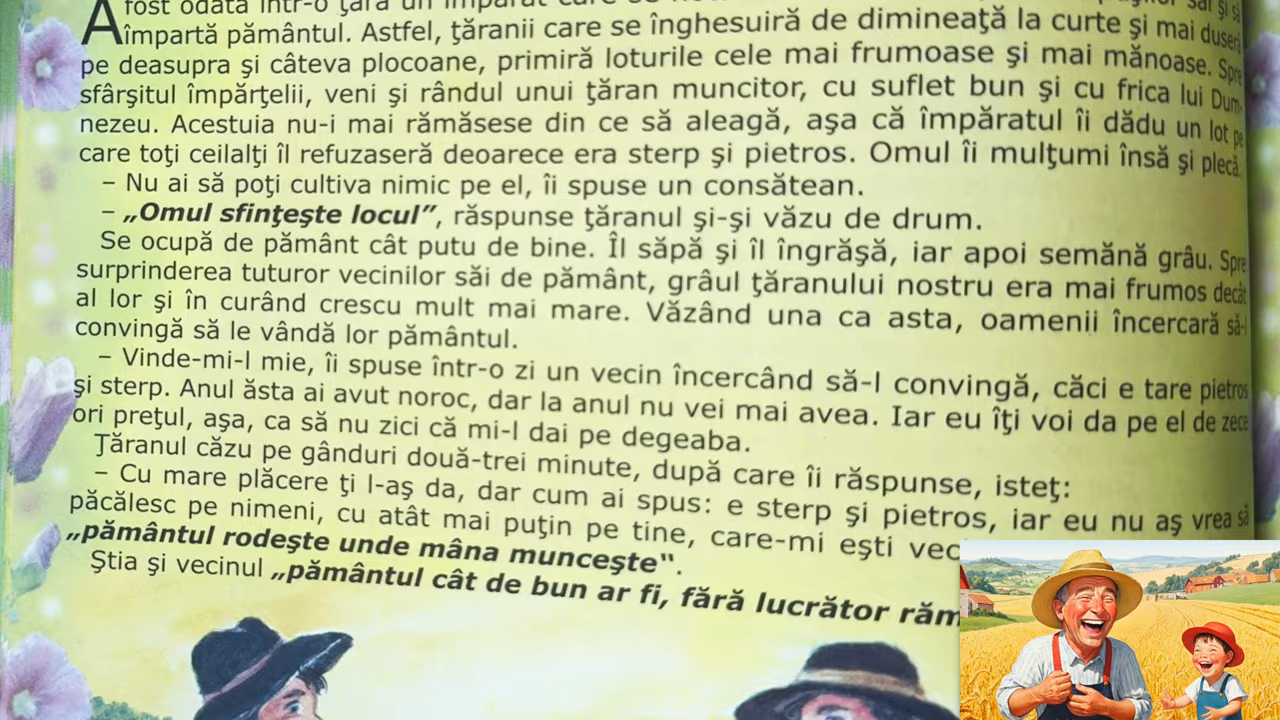 A fost odată într-o ţară un împărat care
împartă pământul. Astfel, ţăranii care se înghesuiră de dimineaţă la curte şi mai duseră
pe deasupra şi câteva plocoane, primiră loturile cele mai frumoase şi mai mănoase. Spre
sfârşitul împărţelii, veni şi rândul unui ţăran muncitor, cu suflet bun şi cu frica lui Dum-
nezeu. Acestuia nu-i mai rămăsese din ce să aleagă, aşa că împăratul îi dădu un lot pe
care toţi ceilalţi îl refuzaseră deoarece era sterp şi pietros. Omul îi mulţumi însă şi plecă.
– Nu ai să poţi cultiva nimic pe el, îi spuse un consătean.
– „Omul sfinţeşte locul”, răspunse ţăranul şi-şi văzu de drum.
Se ocupă de pământ cât putu de bine. Îl săpă şi îl îngrăşă, iar apoi semănă grâu. Spre
surprinderea tuturor vecinilor săi de pământ, grâul ţăranului nostru era mai frumos decât
al lor şi în curând crescu mult mai mare. Văzând una ca asta, oamenii încercară să-l
convingă să le vândă lor pământul.
– Vinde-mi-l mie, îi spuse într-o zi un vecin încercând să-l convingă, căci e tare pietros
şi sterp. Anul ăsta ai avut noroc, dar la anul nu vei mai avea. Iar eu îţi voi da pe el de zece
ori preţul, aşa, ca să nu zici că mi-l dai pe degeaba.
Ţăranul căzu pe gânduri două-trei minute, după care îi răspunse, isteţ:
– Cu mare plăcere ţi l-aş da, dar cum ai spus: e sterp şi pietros, iar eu nu aş vrea să
păcălesc pe nimeni, cu atât mai puţin pe tine, care-mi eşti
„pământul rodeşte unde mâna munceşte“.
Ştia şi vecinul „pământul cât de bun ar fi, fără lucrător